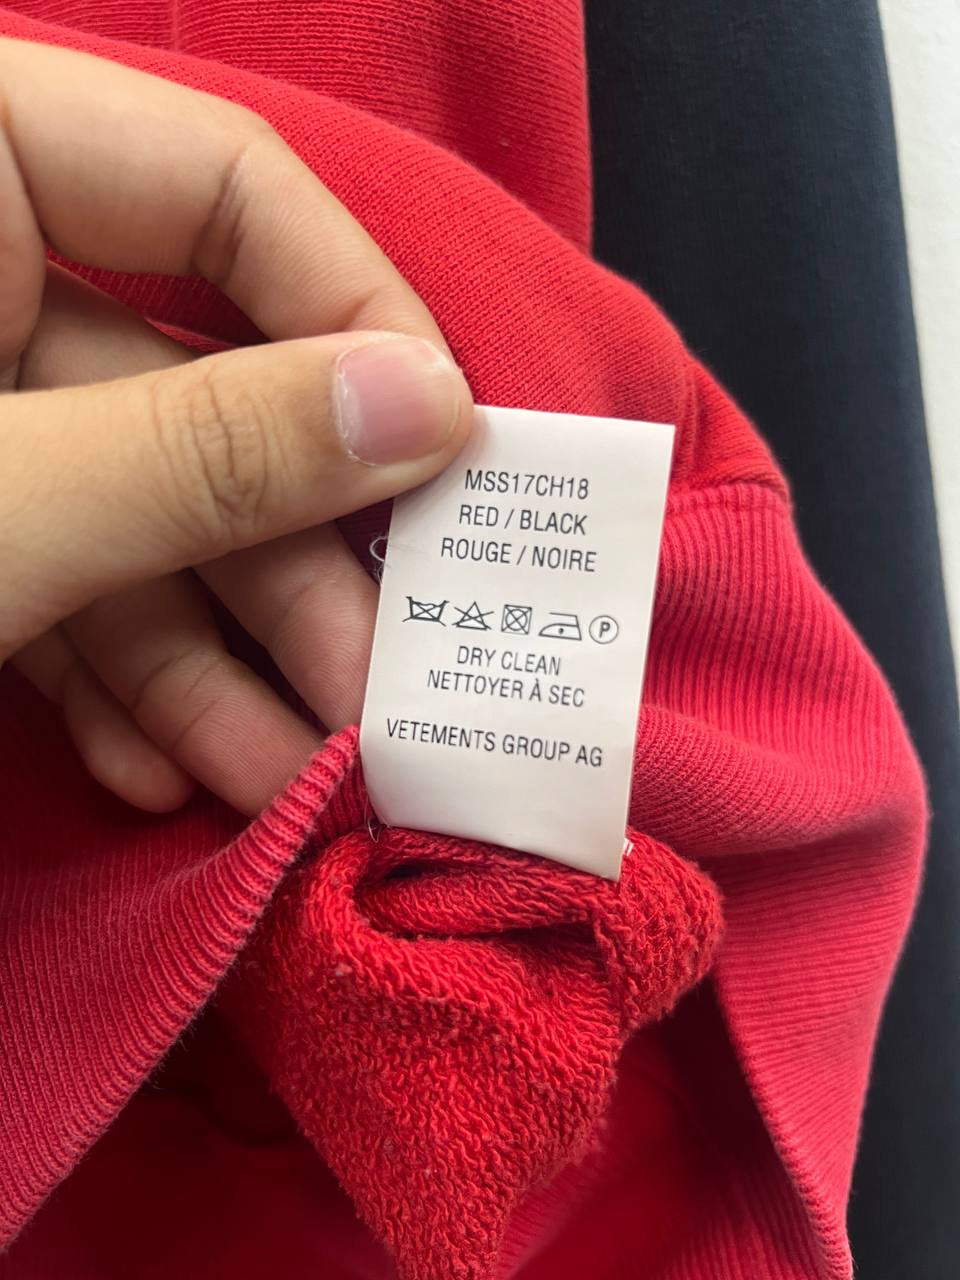 MSS17CH18
RED / BLACK
ROUGE / NOIRE
P
DRY CLEAN
NETTOYER À SEC
VETEMENTS GROUP AG